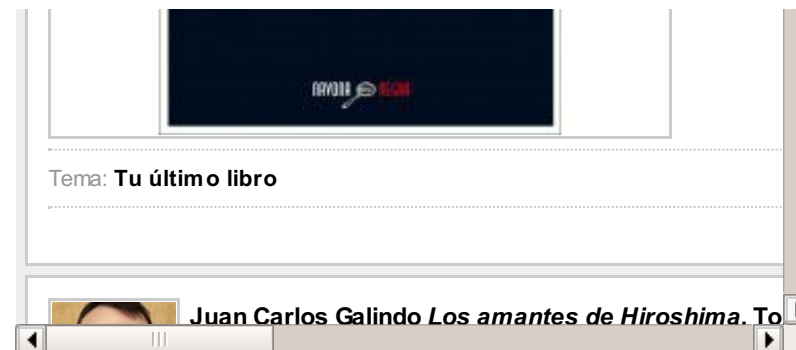 NAVONA NEGRA
Tema: Tu último libro
Juan Carlos Galindo Los amantes de Hiroshima. To